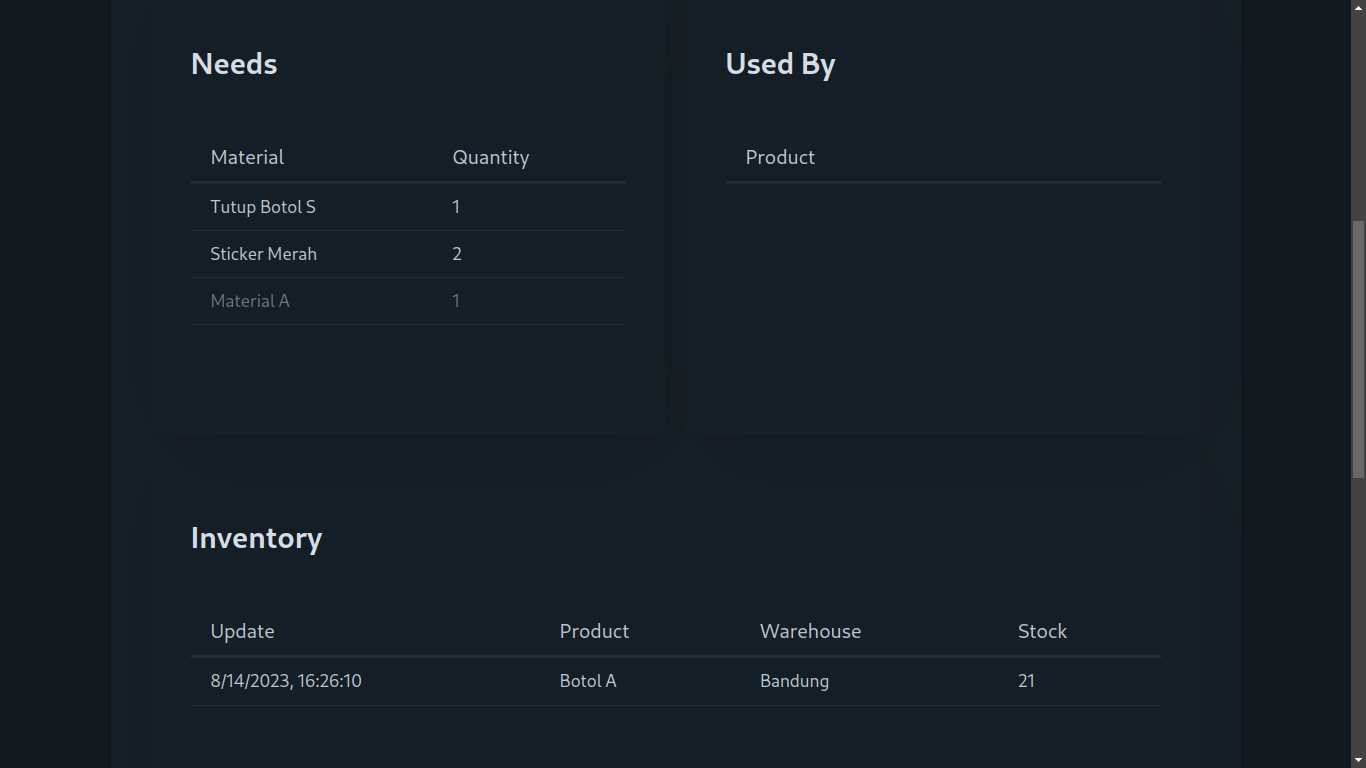 Needs
Used By
Material Quantity
Product
Tutup Botol S 1
Sticker Merah 2
Material A 1
Inventory
Update Product Warehouse Stock
8/14/2023, 16:26:10 Botol A Bandung 21